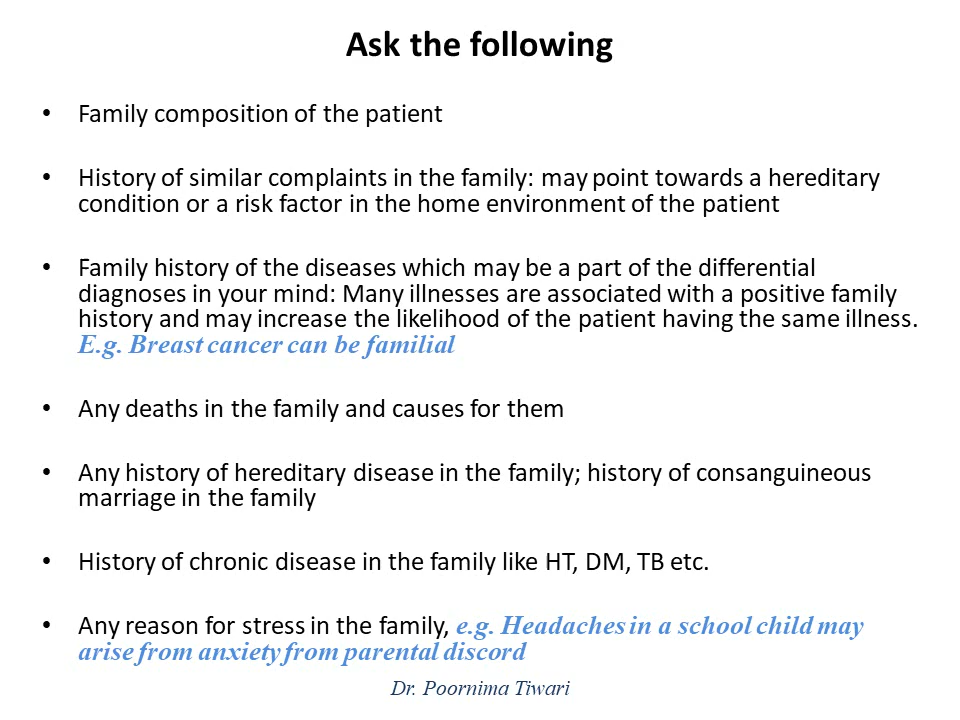 Ask the following
• Family composition of the patient
• History of similar complaints in the family: may point towards a hereditary
condition or a risk factor in the home environment of the patient
• Family history of the diseases which may be a part of the differential
diagnoses in your mind: Many illnesses are associated with a positive family
history and may increase the likelihood of the patient having the same illness.
E.g. Breast cancer can be familial
• Any deaths in the family and causes for them
• Any history of hereditary disease in the family; history of consanguineous
marriage in the family
• History of chronic disease in the family like HT, DM, TB etc.
• Any reason for stress in the family, e.g. Headaches in a school child may
arise from anxiety from parental discord
Dr. Poornima Tiwari